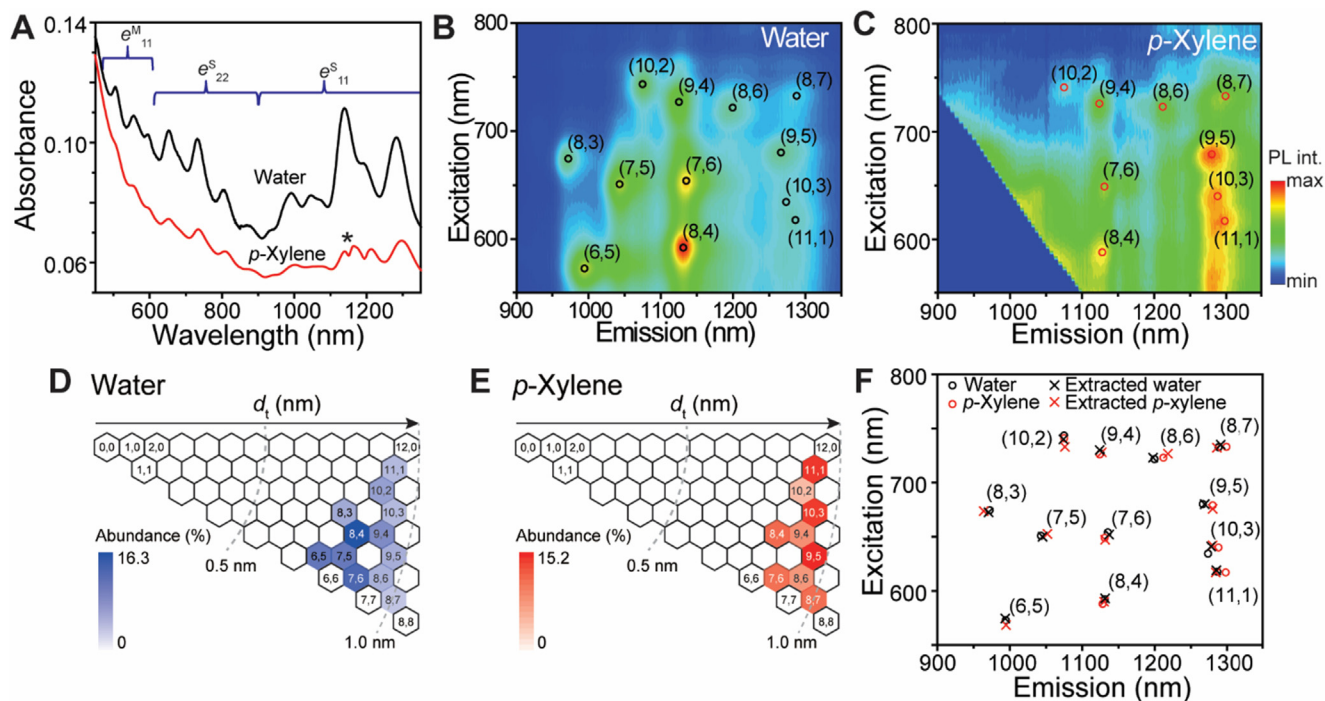 A
0.14
0.10
0.06
Absorbance
eM11
eS22
eS11
Water
p-Xylene
*
600
800
1000
1200
Wavelength (nm)
B
800
700
600
Excitation (nm)
Water
(10,2)
(9,4)
(8,6)
(8,7)
(8,3)
(7,5)
(7,6)
(9,5)
(10,3)
(11,1)
(6,5)
(8,4)
900
1000
1100
1200
1300
Emission (nm)
C
800
700
600
Excitation (nm)
p-Xylene
(10,2)
(9,4)
(8,6)
(8,7)
(9,5)
(7,6)
(10,3)
(8,4)
(11,1)
900
1000
1100
1200
1300
Emission (nm)
PL int.
max
min
D Water
dt (nm)
0,0
1,0
2,0
12,0
1,1
11,1
10,2
8,3
10,3
8,4
9,4
6,5
7,5
9,5
6,6
7,6
8,6
7,7
8,7
8,8
0.5 nm
1.0 nm
Abundance (%)
16.3
0
E p-Xylene
dt (nm)
0,0
1,0
2,0
12,0
1,1
11,1
10,2
10,3
8,4
9,4
9,5
6,6
7,6
8,6
7,7
8,7
8,8
0.5 nm
1.0 nm
Abundance (%)
15.2
0
F
800
700
600
Excitation (nm)
Water
Extracted water
p-Xylene
Extracted p-xylene
(10,2)
(9,4)
(8,6)
(8,7)
(8,3)
(7,5)
(7,6)
(9,5)
(10,3)
(6,5)
(8,4)
(11,1)
900
1000
1100
1200
1300
Emission (nm)